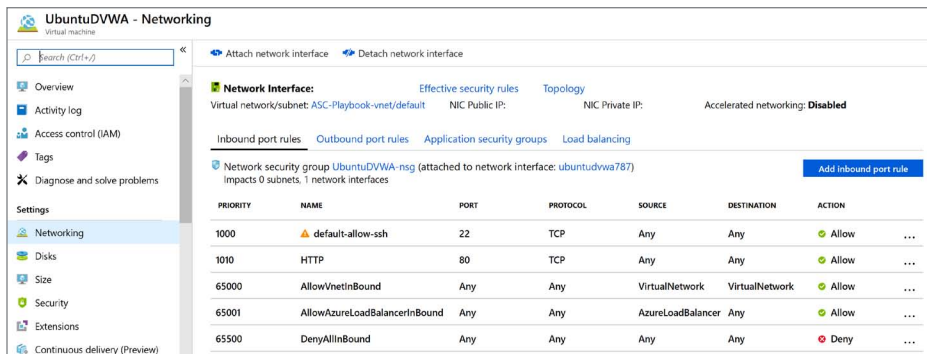 UbuntuDVWA - Networking
Virtual machine
Search (Ctrl+/)
«
Overview
Activity log
Access control (IAM)
Tags
Diagnose and solve problems
Settings
Networking
Disks
Size
Security
Extensions
Continuous delivery (Preview)
Attach network interface Detach network interface
Network Interface: Effective security rules Topology
Virtual network/subnet: ASC-Playbook-vnet/default NIC Public IP: NIC Private IP: Accelerated networking: Disabled
Inbound port rules Outbound port rules Application security groups Load balancing
Network security group UbuntuDVWA-nsg (attached to network interface: ubuntudvwa787)
Impacts 0 subnets, 1 network interfaces
Add inbound port rule
PRIORITY NAME PORT PROTOCOL SOURCE DESTINATION ACTION
1000 default-allow-ssh 22 TCP Any Any Allow ...
1010 HTTP 80 TCP Any Any Allow ...
65000 AllowVnetInBound Any Any VirtualNetwork VirtualNetwork Allow ...
65001 AllowAzureLoadBalancerInBound Any Any AzureLoadBalancer Any Allow ...
65500 DenyAllInBound Any Any Any Any Deny ...